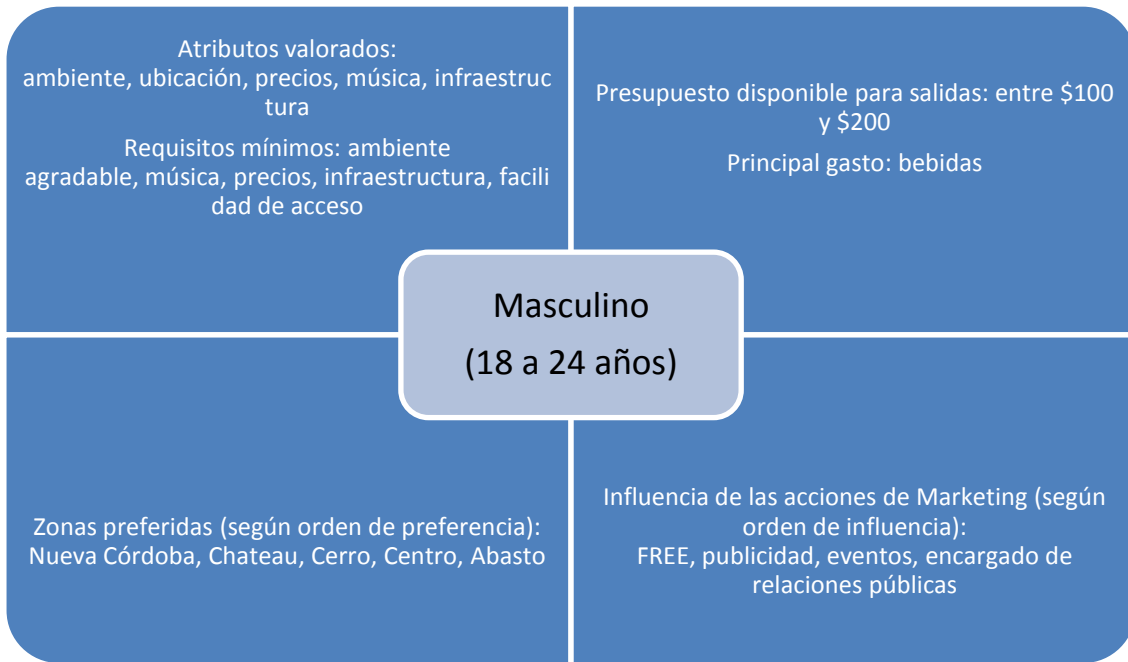 Atributos valorados:
ambiente, ubicación, precios, música, infraestruc
tura
Requisitos mínimos: ambiente
agradable, música, precios, infraestructura, facili
dad de acceso
Presupuesto disponible para salidas: entre $100
y $200
Principal gasto: bebidas
Masculino
(18 a 24 años)
Zonas preferidas (según orden de preferencia):
Nueva Córdoba, Chateau, Cerro, Centro, Abasto
Influencia de las acciones de Marketing (según
orden de influencia):
FREE, publicidad, eventos, encargado de
relaciones públicas